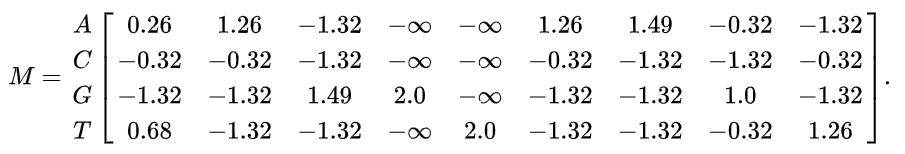 A 0.26 1.26 −1.32 −∞ −∞ 1.26 1.49 −0.32 −1.32
M = C −0.32 −0.32 −1.32 −∞ −∞ −0.32 −1.32 −1.32 −0.32
G −1.32 −1.32 1.49 2.0 −∞ −1.32 −1.32 1.0 −1.32
T 0.68 −1.32 −1.32 −∞ 2.0 −1.32 −1.32 −0.32 1.26 .